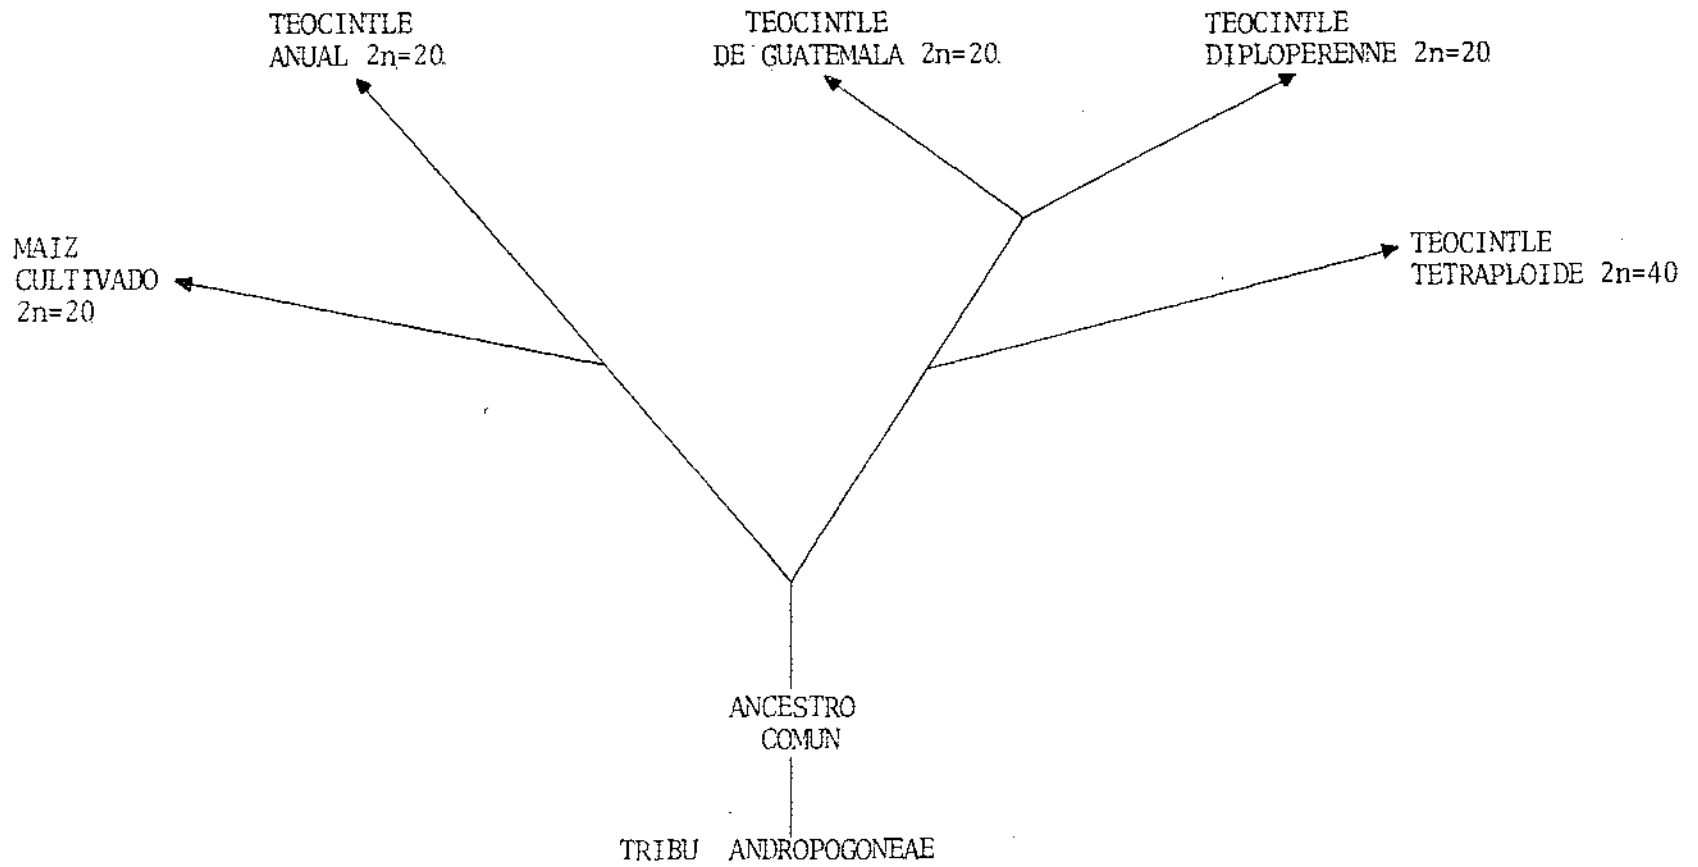 TEOCINTLE
ANUAL 2n=20
TEOCINTLE
DE GUATEMALA 2n=20
TEOCINTLE
DIPLOPERENNE 2n=20
MAIZ
CULTIVADO
2n=20
TEOCINTLE
TETRAPLOIDE 2n=40
ANCESTRO
COMUN
TRIBU ANDROPOGONEAE